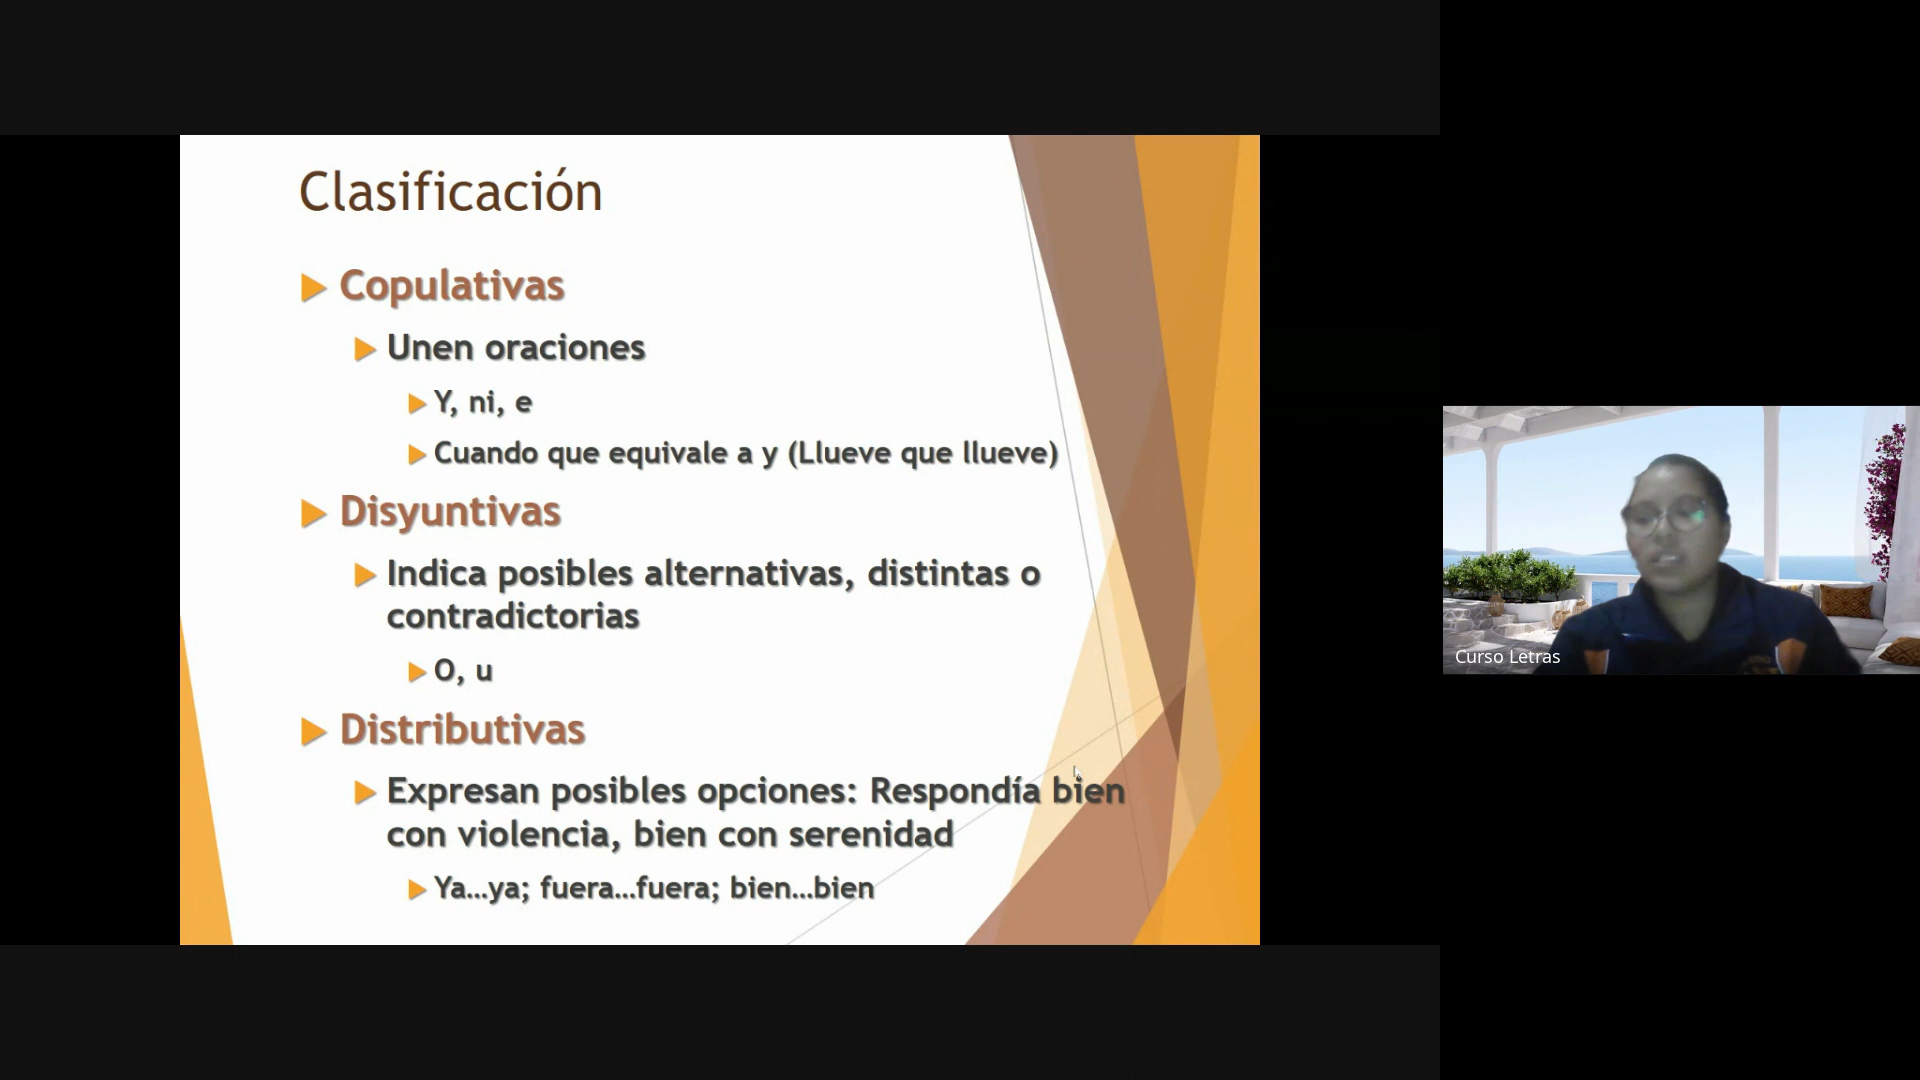 Clasificación
Copulativas
Unen oraciones
Y, ni, e
Cuando que equivale a y (Llueve que llueve)
Disyuntivas
Indica posibles alternativas, distintas o
contradictorias
O, u
Distributivas
Expresan posibles opciones: Respondía bien
con violencia, bien con serenidad
Ya...ya; fuera...fuera; bien...bien
Curso Letras